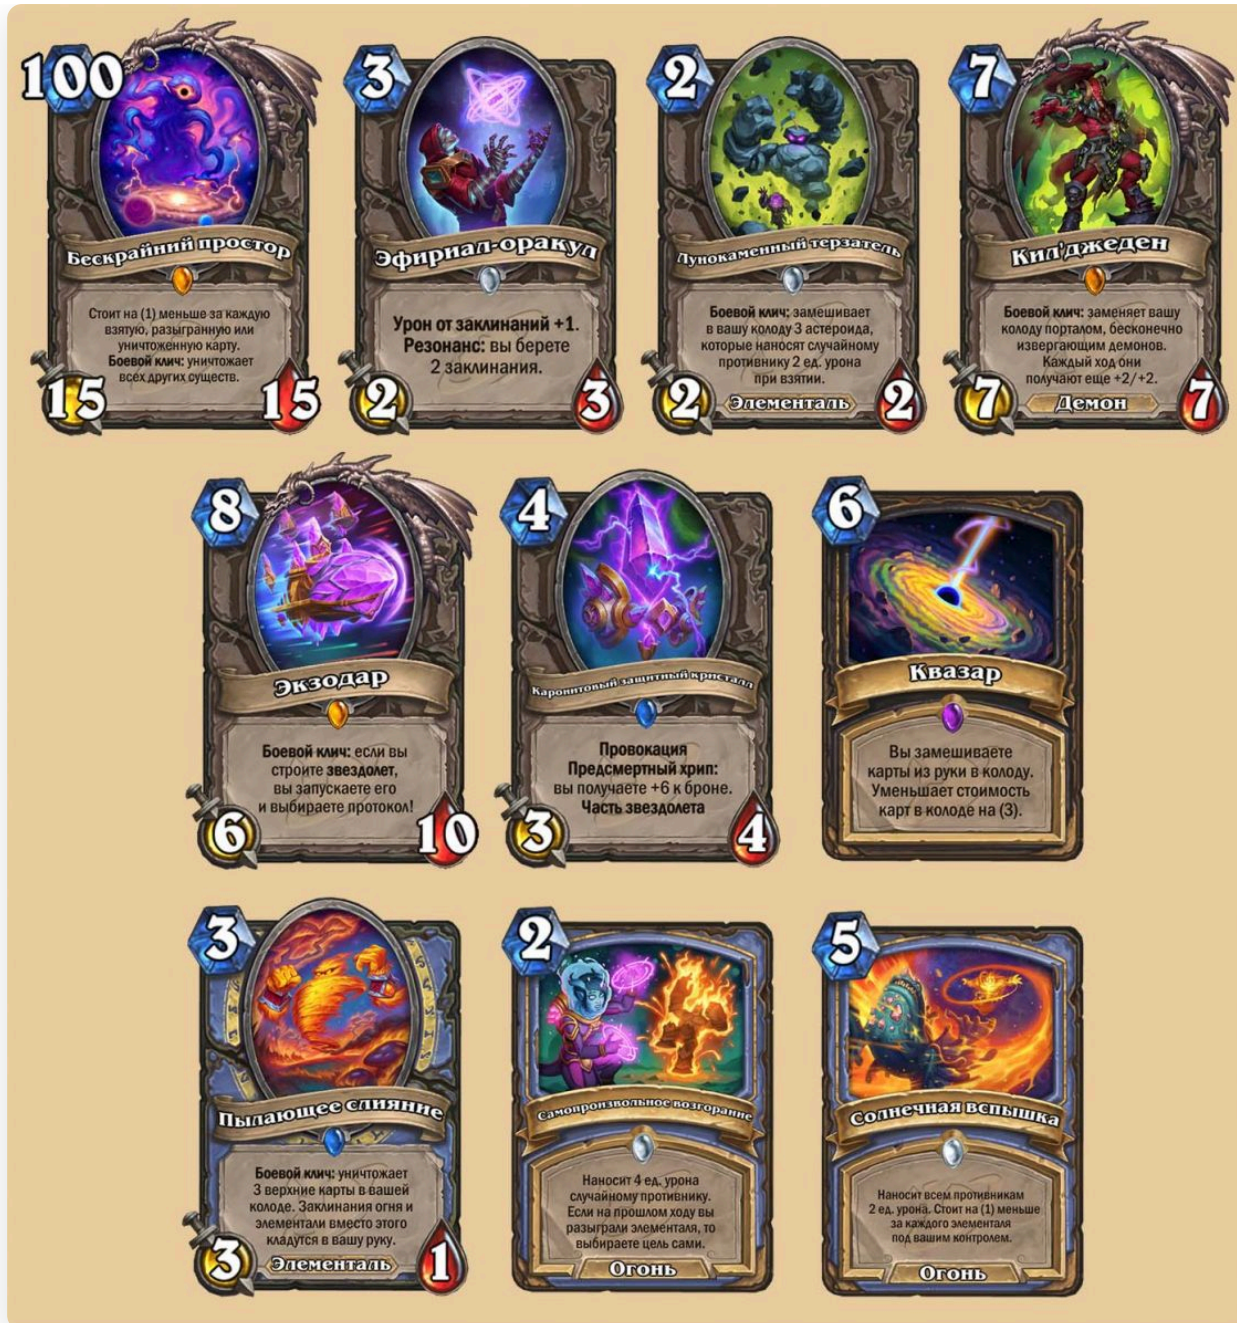 100
Бескрайний простор
Стоит на (1) меньше за каждую
взятую, разыгранную или
уничтоженную карту.
Боевой клич: уничтожает
всех других существ.
15
15
3
Эфириал-оракул
Урон от заклинаний +1.
Резонанс: вы берете
2 заклинания.
2
3
2
Лунокаменный терзатель
Боевой клич: замешивает
в вашу колоду 3 астероида,
которые наносят случайному
противнику 2 ед. урона
при взятии.
2
Элементаль
2
7
Кил'джеден
Боевой клич: заменяет вашу
колоду порталом, бесконечно
извергающим демонов.
Каждый ход они
получают еще +2/+2.
7
Демон
7
8
Экзодар
Боевой клич: если вы
строите звездолет,
вы запускаете его
и выбираете протокол!
6
10
4
Каронитовый защитный кристалл
Провокация
Предсмертный хрип:
вы получаете +6 к броне.
Часть звездолета
3
4
6
Квазар
Вы замешиваете
карты из руки в колоду.
Уменьшает стоимость
карт в колоде на (3).
3
Пылающее слияние
Боевой клич: уничтожает
3 верхние карты в вашей
колоде. Заклинания огня и
элементали вместо этого
кладутся в вашу руку.
3
Элементаль
1
2
Самопроизвольное возгорание
Наносит 4 ед. урона
случайному противнику.
Если на прошлом ходу вы
разыграли элементаля, то
выбираете цель сами.
Огонь
5
Солнечная вспышка
Наносит всем противникам
2 ед. урона. Стоит на (1) меньше
за каждого элементаля
под вашим контролем.
Огонь